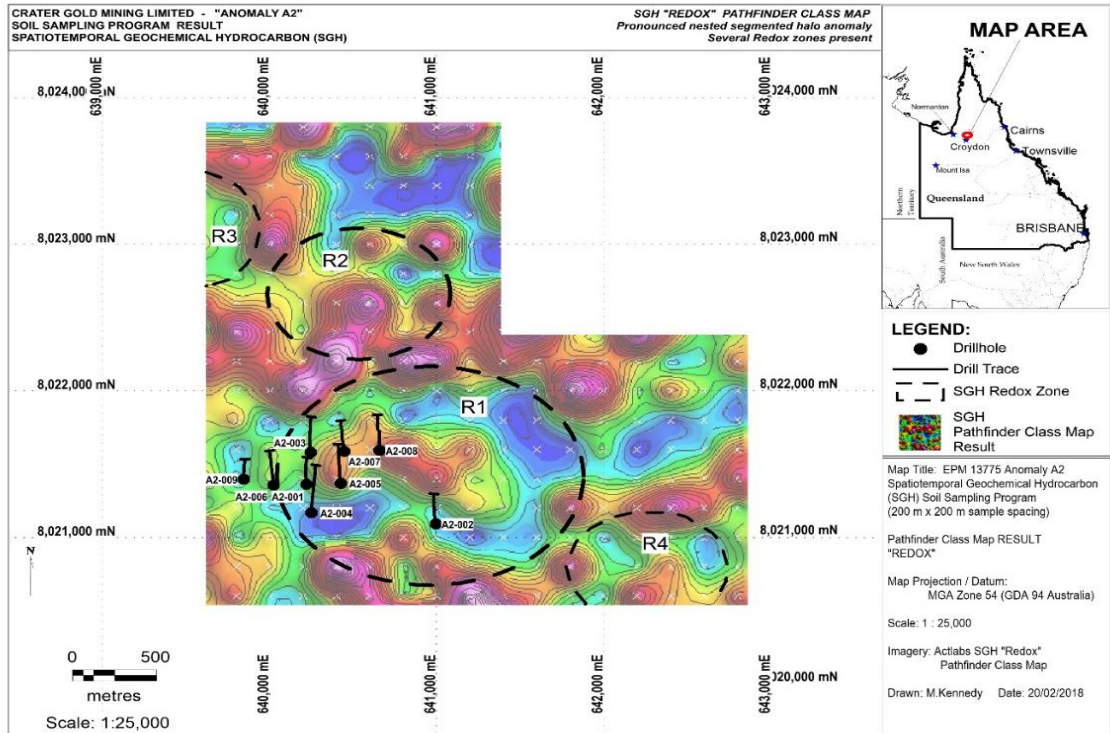 CRATER GOLD MINING LIMITED - "ANOMALY A2"
SOIL SAMPLING PROGRAM RESULT
SPATIOTEMPORAL GEOCHEMICAL HYDROCARBON (SGH)
SGH "REDOX" PATHFINDER CLASS MAP
Pronounced nested segmented halo anomaly
Several Redox zones present
639,000 mE
640,000 mE
641,000 mE
642,000 mE
643,000 mE
8,024,000 mN
8,024,000 mN
8,023,000 mN
8,023,000 mN
8,022,000 mN
8,022,000 mN
8,021,000 mN
8,021,000 mN
020,000 mN
R3
R2
R1
R4
A2-003
A2-008
A2-007
A2-009
A2-005
A2-006
A2-001
A2-004
A2-002
N
0 500
metres
Scale: 1:25,000
640,000 mE
641,000 mE
642,000 mE
643,000 mE
MAP AREA
Normanton
Croydon
Cairns
Townsville
Mount Isa
Northern Territory
Queensland
BRISBANE
South Australia
New South Wales
LEGEND:
Drillhole
Drill Trace
SGH Redox Zone
SGH
Pathfinder Class Map
Result
Map Title: EPM 13775 Anomaly A2
Spatiotemporal Geochemical Hydrocarbon
(SGH) Soil Sampling Program
(200 m x 200 m sample spacing)
Pathfinder Class Map RESULT
"REDOX"
Map Projection / Datum:
MGA Zone 54 (GDA 94 Australia)
Scale: 1 : 25,000
Imagery: Actlabs SGH "Redox"
Pathfinder Class Map
Drawn: M.Kennedy Date: 20/02/2018